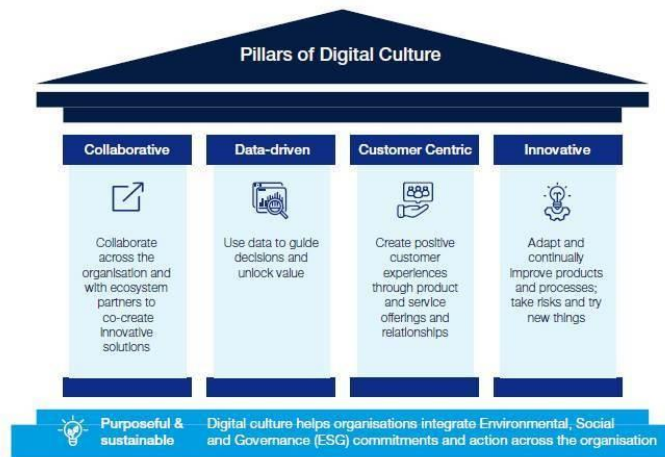 Pillars of Digital Culture
Collaborative
Collaborate
across the
organisation and
with ecosystem
partners to
co-create
innovative
solutions
Data-driven
Use data to guide
decisions and
unlock value
Customer Centric
Create positive
customer
experiences
through product
and service
offerings and
relationships
Innovative
Adapt and
continually
improve products
and processes;
take risks and try
new things
Purposeful &
sustainable
Digital culture helps organisations integrate Environmental, Social
and Governance (ESG) commitments and action across the organisation